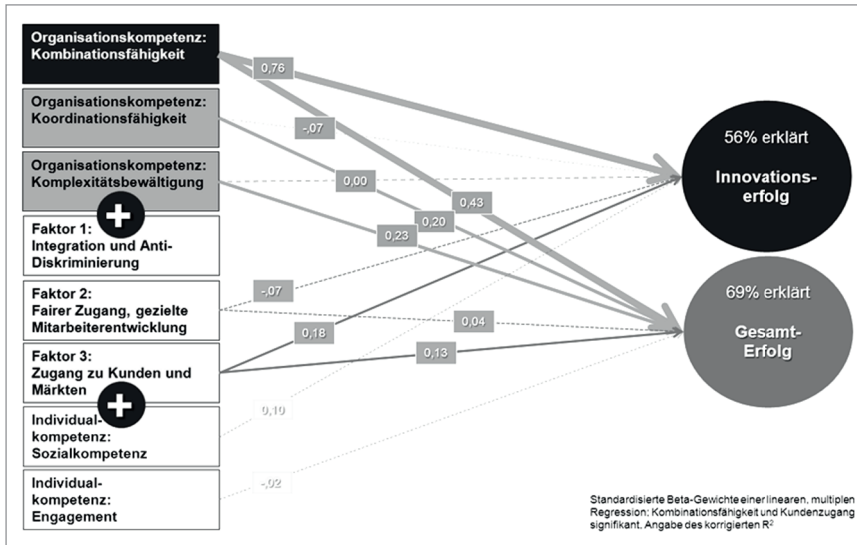 Organisationskompetenz:
Kombinationsfähigkeit
Organisationskompetenz:
Koordinationsfähigkeit
Organisationskompetenz:
Komplexitätsbewältigung
Faktor 1:
Integration und Anti-
Diskriminierung
Faktor 2:
Fairer Zugang, gezielte
Mitarbeiterentwicklung
Faktor 3:
Zugang zu Kunden und
Märkten
Individual-
kompetenz:
Sozialkompetenz
Individual-
kompetenz:
Engagement
0,76
-,07
0,00
0,43
0,20
0,23
-,07
0,04
0,18
0,13
0,10
-,02
56% erklärt
Innovations-
erfolg
69% erklärt
Gesamt-
Erfolg
Standardisierte Beta-Gewichte einer linearen, multiplen
Regression; Kombinationsfähigkeit und Kundenzugang
signifikant, Angabe des korrigierten R²